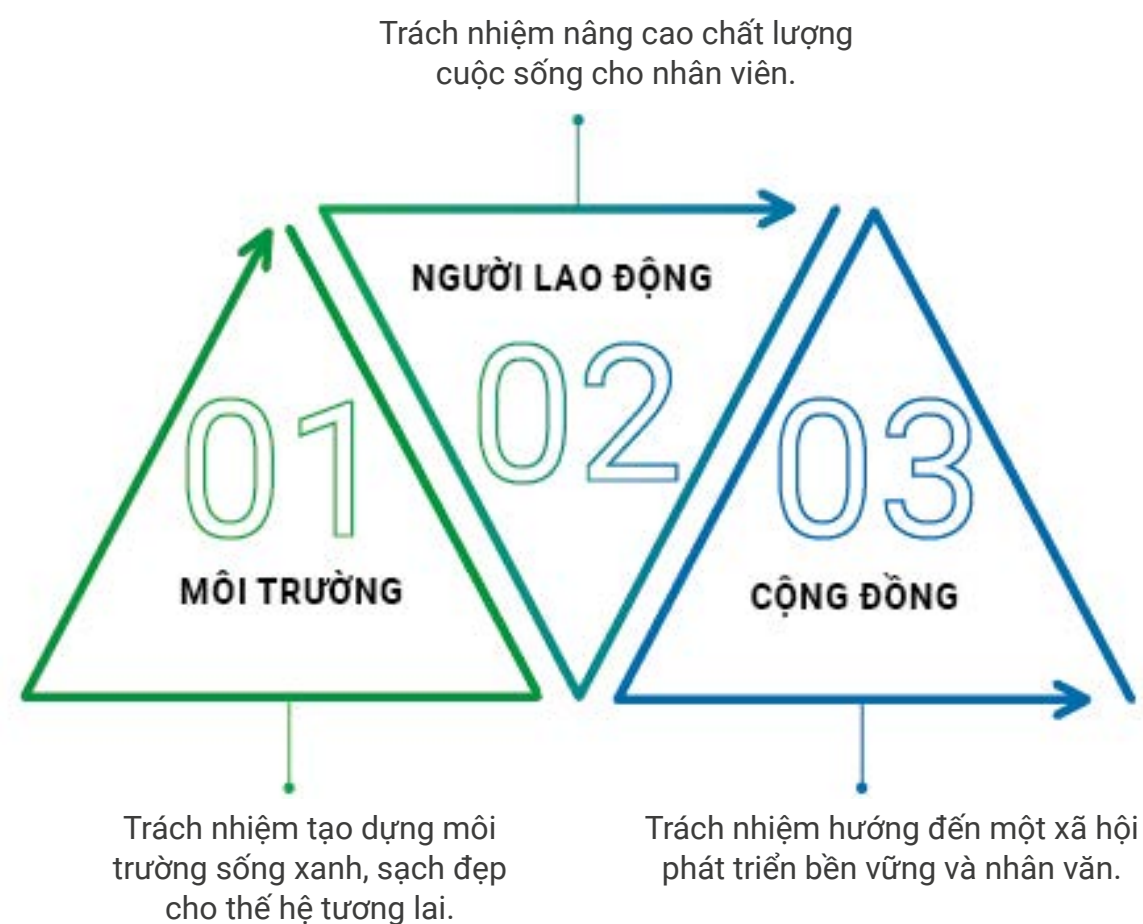 Trách nhiệm nâng cao chất lượng
cuộc sống cho nhân viên.
NGƯỜI LAO ĐỘNG
02
01
MÔI TRƯỜNG
03
CỘNG ĐỒNG
Trách nhiệm tạo dựng môi
trường sống xanh, sạch đẹp
cho thế hệ tương lai.
Trách nhiệm hướng đến một xã hội
phát triển bền vững và nhân văn.